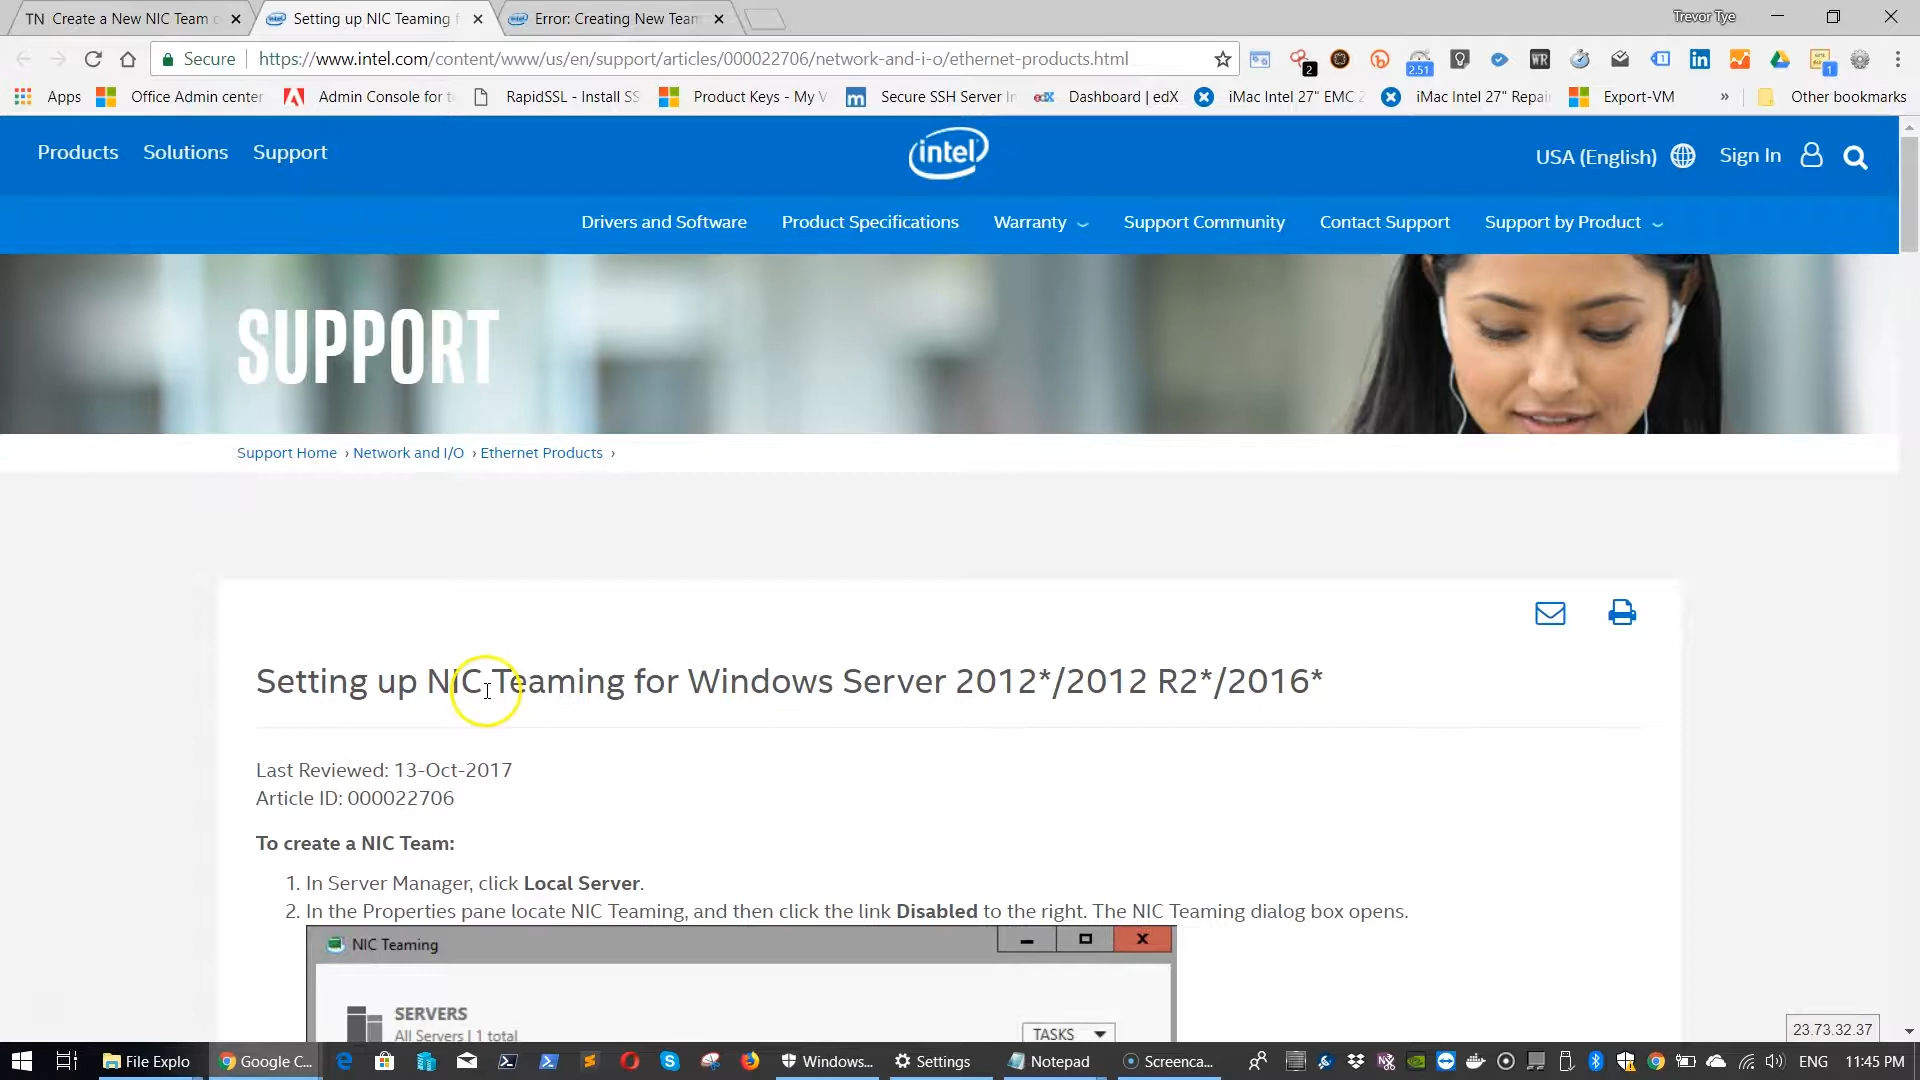 TN Create a New NIC Team
Setting up NIC Teaming f
Error: Creating New Team
Trevor Tye
Secure
https://www.intel.com/content/www/us/en/support/articles/000022706/network-and-i-o/ethernet-products.html
2
2.51
WR
1
Apps
Office Admin center
Admin Console for t
RapidSSL - Install SS
Product Keys - My V
Secure SSH Server In
edX Dashboard | edX
iMac Intel 27" EMC 2
iMac Intel 27" Repai
Export-VM
»
Other bookmarks
Products
Solutions
Support
intel
USA (English)
Sign In
Drivers and Software
Product Specifications
Warranty
Support Community
Contact Support
Support by Product
SUPPORT
Support Home › Network and I/O › Ethernet Products ›
Setting up NIC Teaming for Windows Server 2012*/2012 R2*/2016*
Last Reviewed: 13-Oct-2017
Article ID: 000022706
To create a NIC Team:
1. In Server Manager, click Local Server.
2. In the Properties pane locate NIC Teaming, and then click the link Disabled to the right. The NIC Teaming dialog box opens.
NIC Teaming
SERVERS
All Servers | 1 total
TASKS
23.73.32.37
File Explo
Google C...
Windows...
Settings
Notepad
Screenca...
ENG
11:45 PM